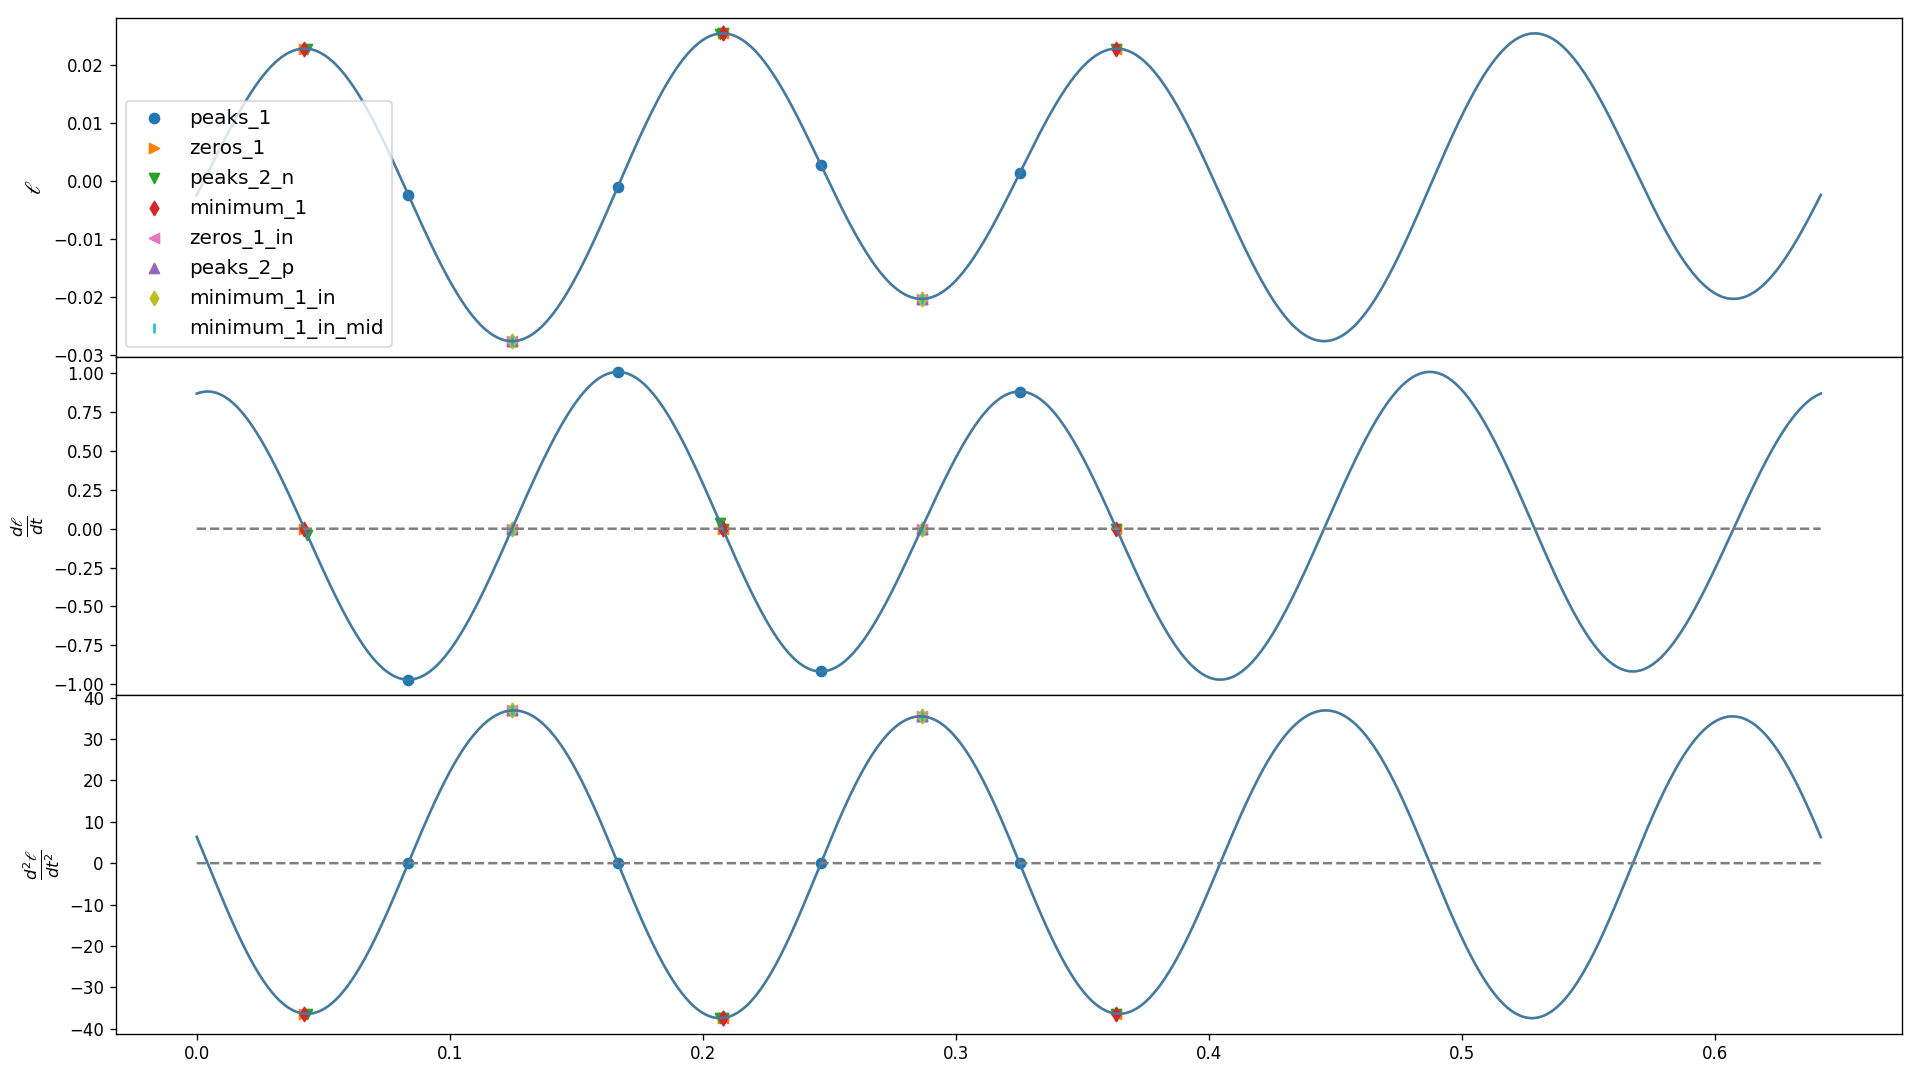 0.02
0.01
0.00
−0.01
−0.02
−0.03
ℓ
peaks_1
zeros_1
peaks_2_n
minimum_1
zeros_1_in
peaks_2_p
minimum_1_in
minimum_1_in_mid
1.00
0.75
0.50
0.25
0.00
−0.25
−0.50
−0.75
−1.00
dℓ
dt
40
30
20
10
0
−10
−20
−30
−40
d²ℓ
dt²
0.0 0.1 0.2 0.3 0.4 0.5 0.6